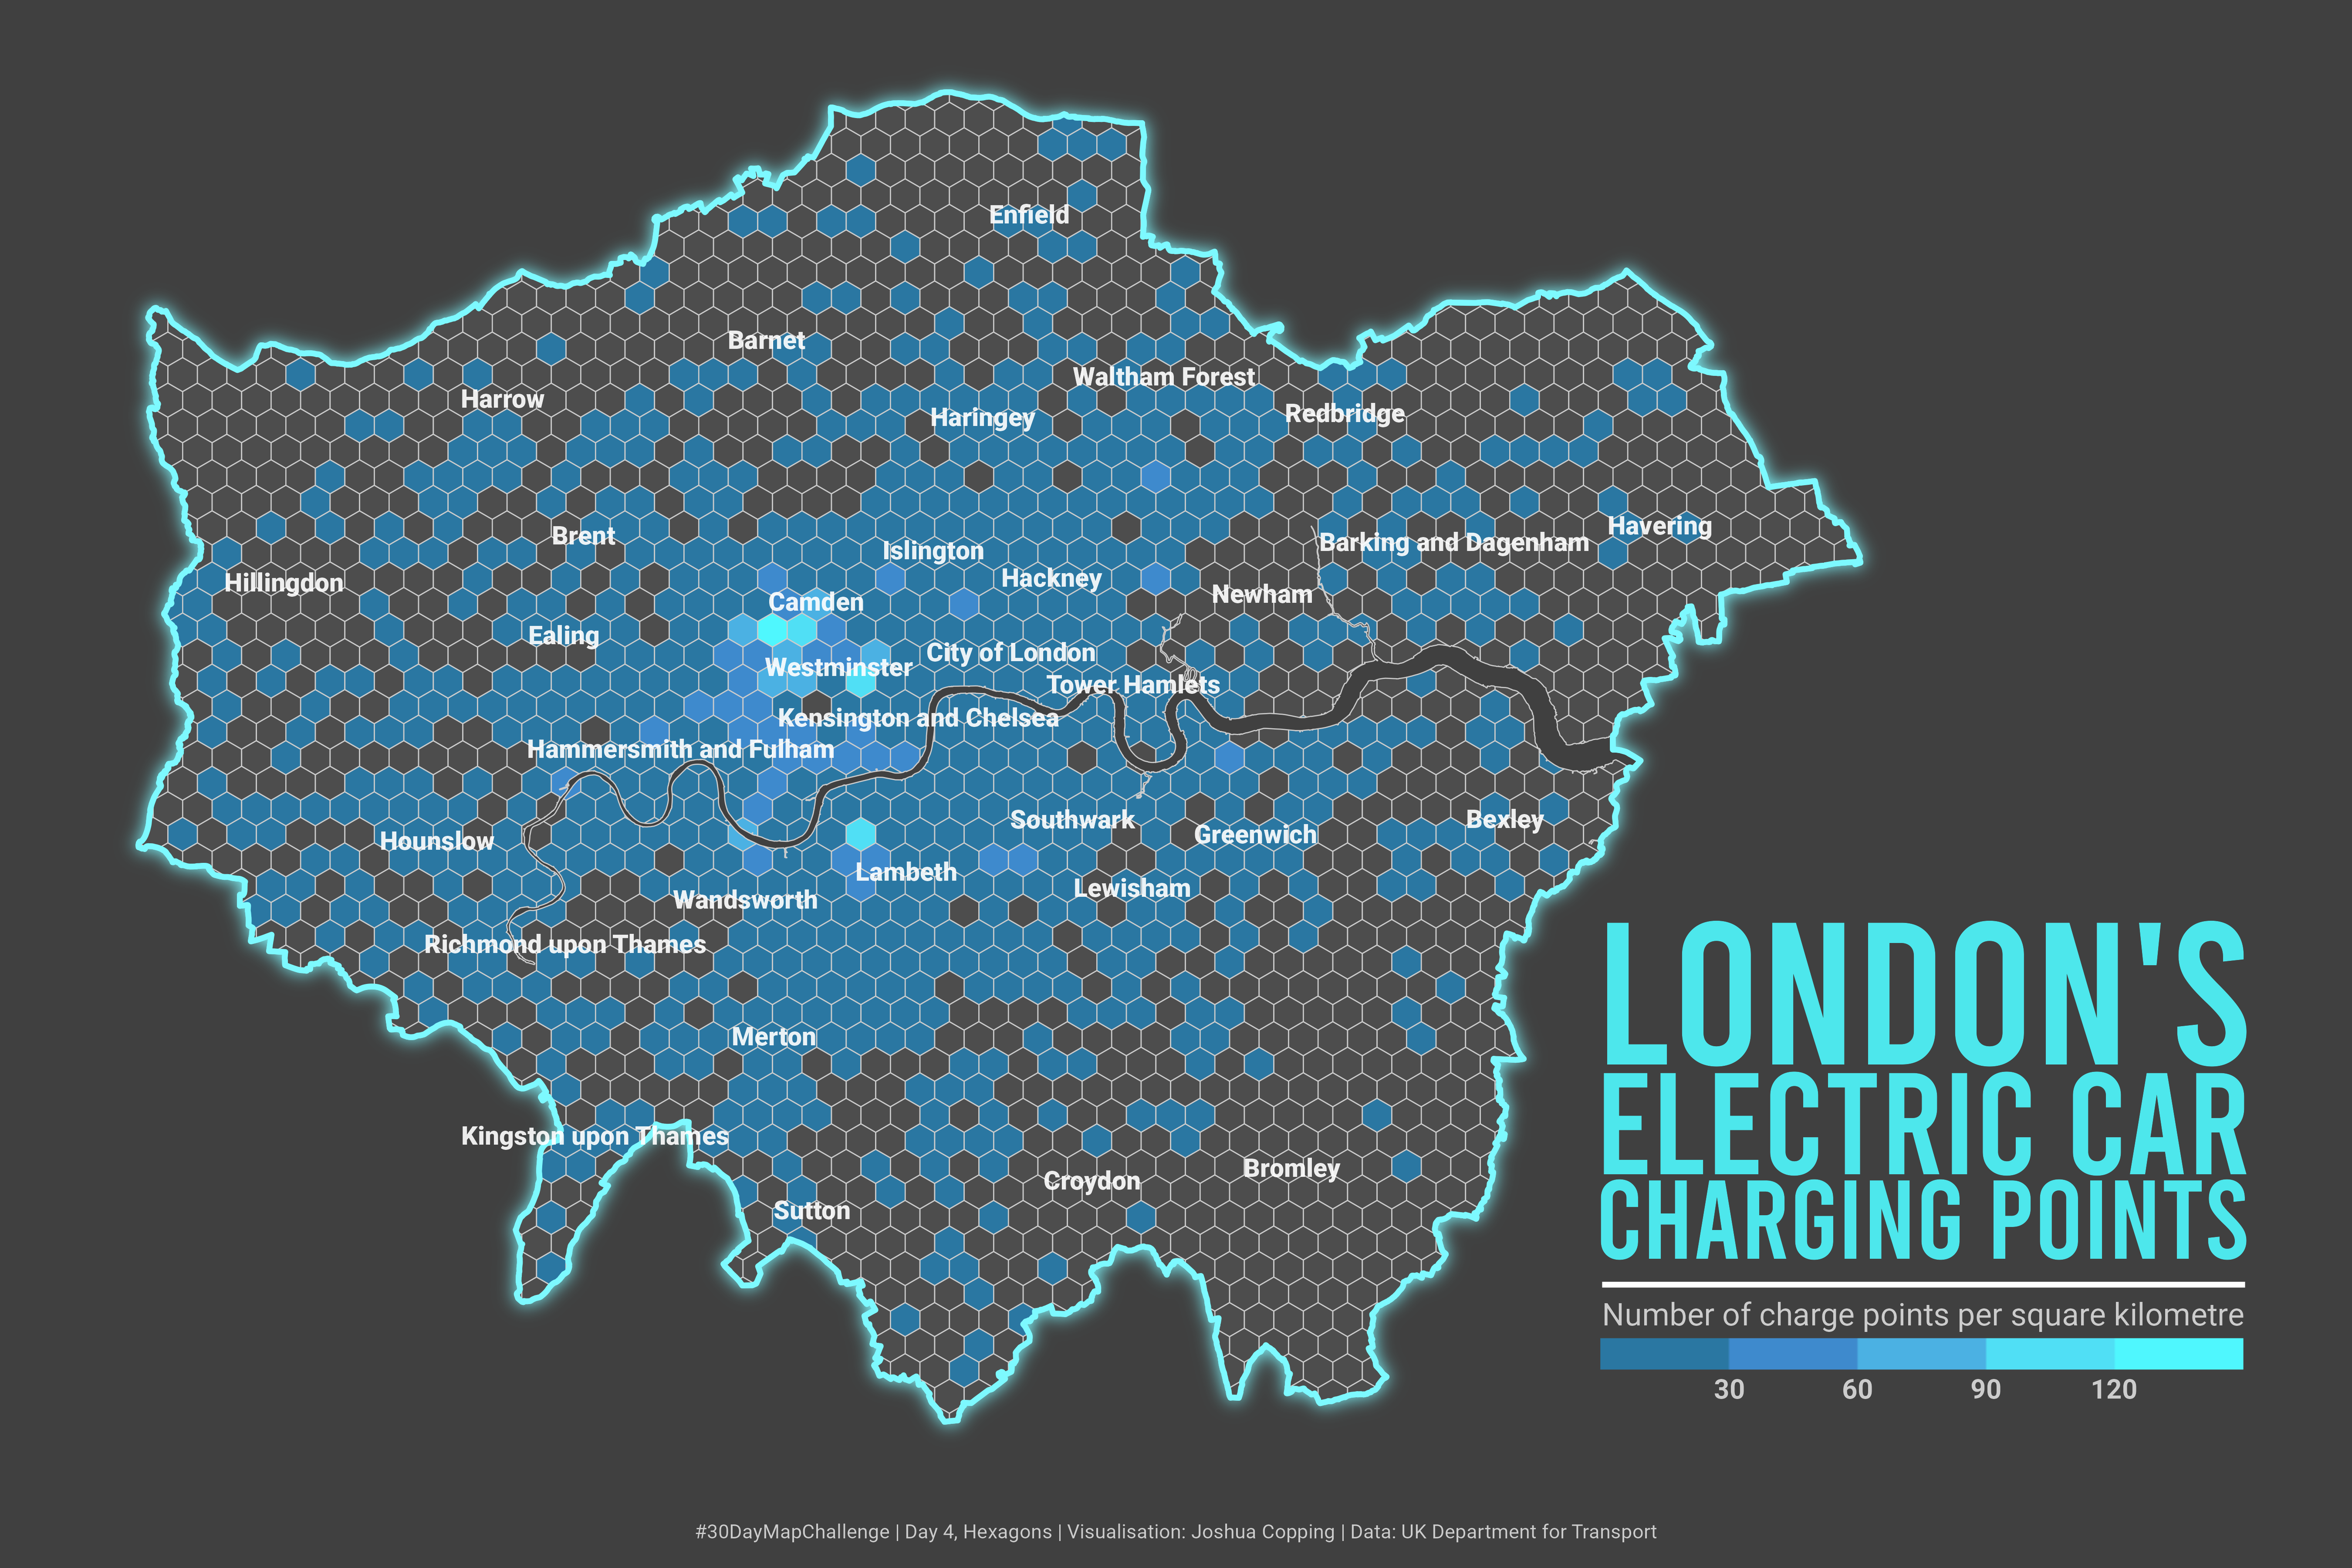 Enfield
Barnet
Waltham Forest
Harrow
Haringey
Redbridge
Havering
Brent
Barking and Dagenham
Islington
Hillingdon
Hackney
Newham
Camden
Ealing
City of London
Westminster
Tower Hamlets
Kensington and Chelsea
Hammersmith and Fulham
Southwark
Bexley
Greenwich
Hounslow
Lambeth
Lewisham
Wandsworth
Richmond upon Thames
Merton
Kingston upon Thames
Bromley
Croydon
Sutton
LONDON'S
ELECTRIC CAR
CHARGING POINTS
Number of charge points per square kilometre
30 60 90 120
#30DayMapChallenge | Day 4, Hexagons | Visualisation: Joshua Copping | Data: UK Department for Transport